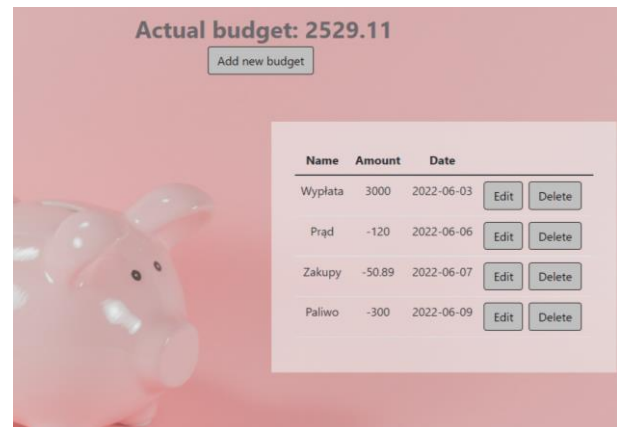 Actual budget: 2529.11
Add new budget
Name Amount Date
Wypłata 3000 2022-06-03 Edit Delete
Prąd -120 2022-06-06 Edit Delete
Zakupy -50.89 2022-06-07 Edit Delete
Paliwo -300 2022-06-09 Edit Delete